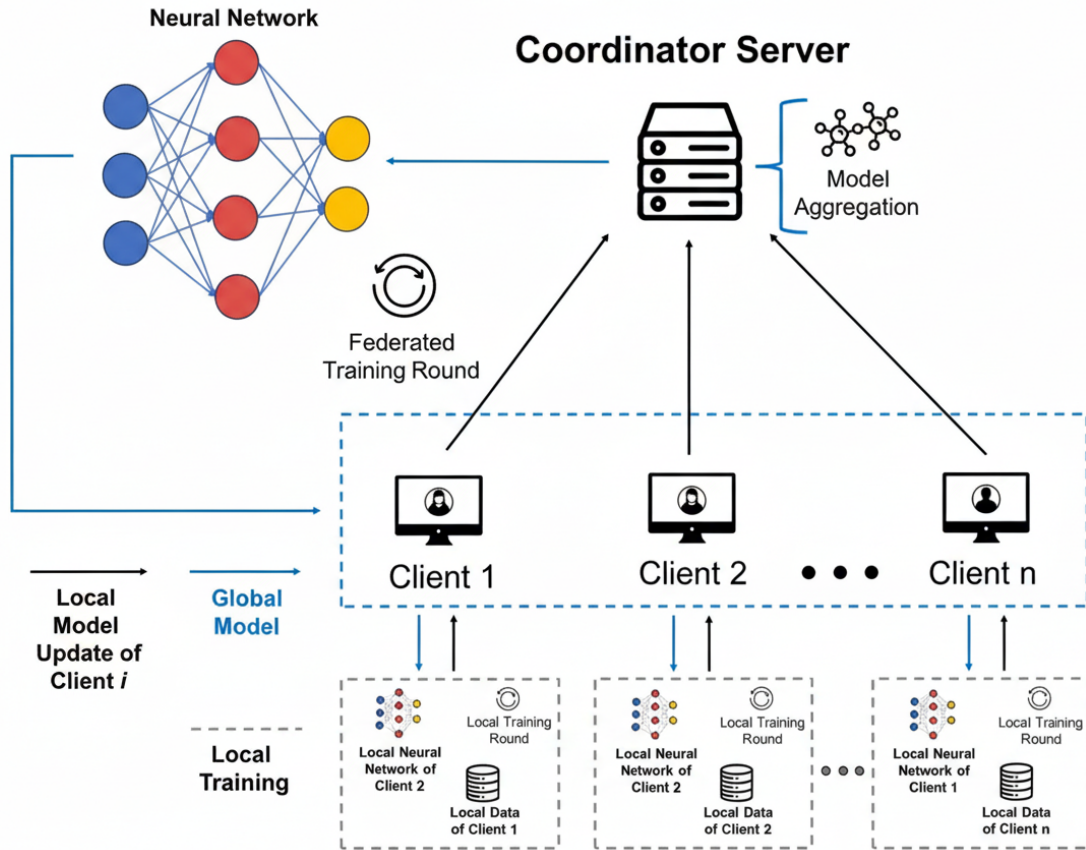 Neural Network
Coordinator Server
Model
Aggregation
Federated
Training Round
Client 1
Client 2
Client n
Local
Model
Update of
Client i
Global
Model
Local
Training
Local Neural
Network of
Client 2
Local Training
Round
Local Data
of Client 1
Local Neural
Network of
Client 2
Local Training
Round
Local Data
of Client 2
Local Neural
Network of
Client 1
Local Training
Round
Local Data
of Client n